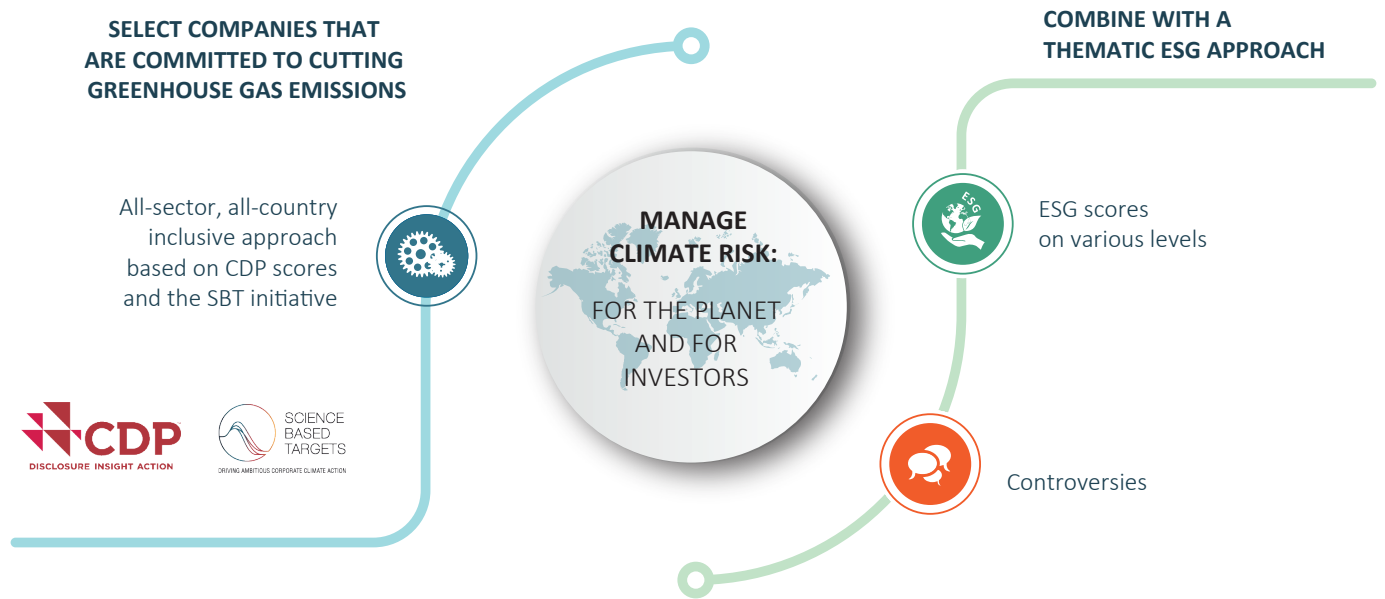 SELECT COMPANIES THAT
ARE COMMITTED TO CUTTING
GREENHOUSE GAS EMISSIONS
All-sector, all-country
inclusive approach
based on CDP scores
and the SBT initiative
CDP
DISCLOSURE INSIGHT ACTION
SCIENCE
BASED
TARGETS
DRIVING AMBITIOUS CORPORATE CLIMATE ACTION
MANAGE
CLIMATE RISK:
FOR THE PLANET
AND FOR
INVESTORS
COMBINE WITH A
THEMATIC ESG APPROACH
ESG
ESG scores
on various levels
Controversies